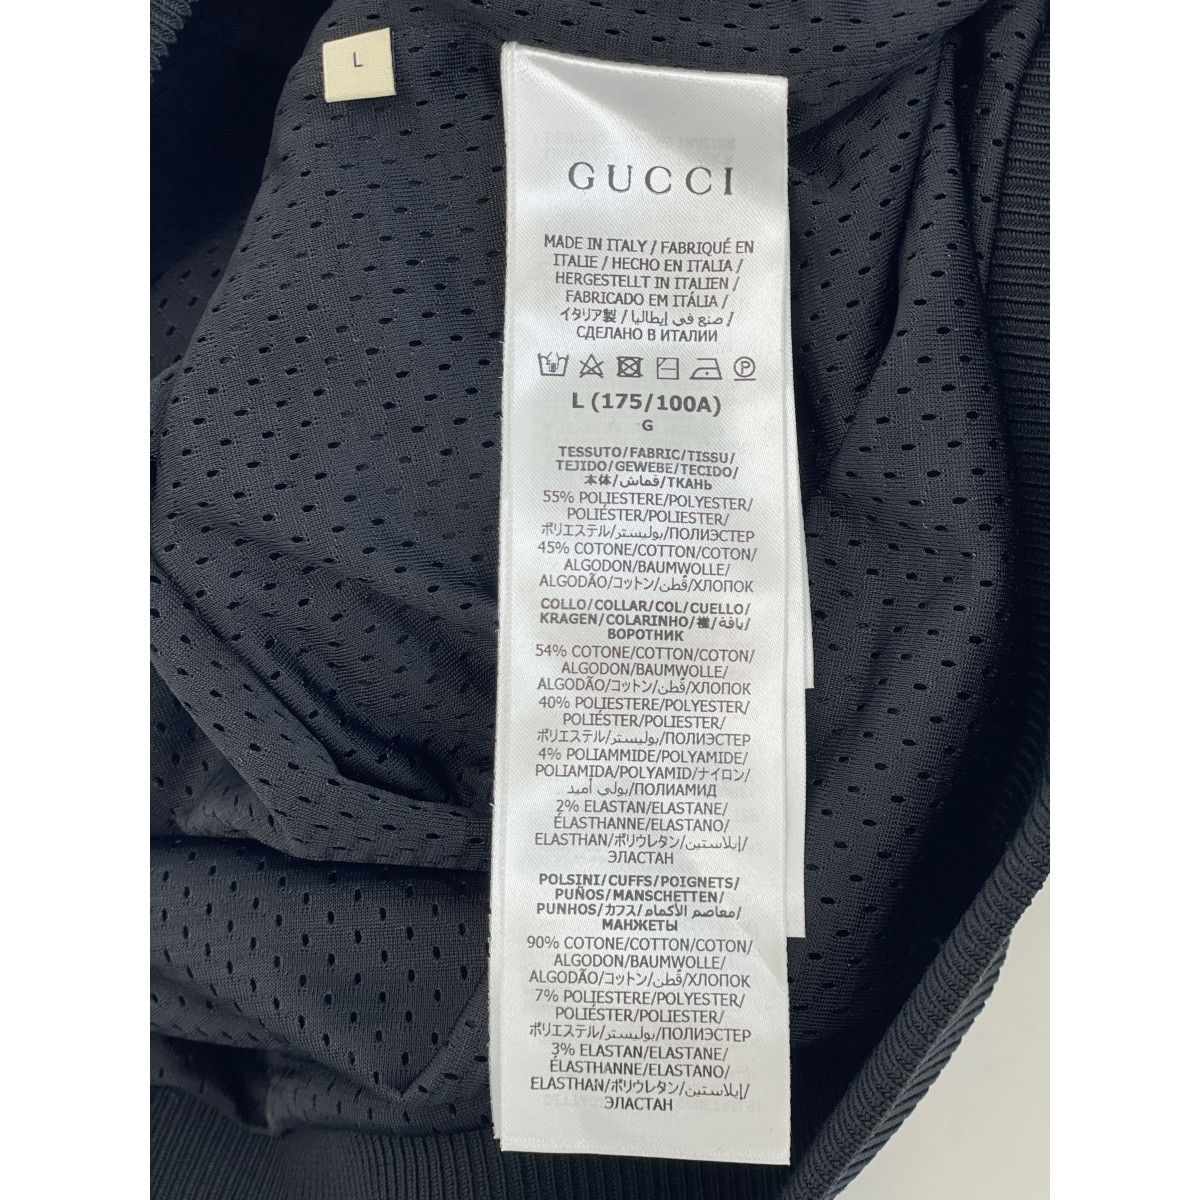 L
GUCCI
MADE IN ITALY / FABRIQUÉ EN
ITALIE / HECHO EN ITALIA /
HERGESTELLT IN ITALIEN /
FABRICADO EM ITÁLIA /
イタリア製 / صنع في إيطاليا /
СДЕЛАНО В ИТАЛИИ
P
L (175/100A)
G
TESSUTO/FABRIC/TISSU/
TEJIDO/GEWEBE/TECIDO/
本体/قماش/ТКАНЬ
55% POLIESTERE/POLYESTER/
POLIÉSTER/POLIESTER/
ポリエステル/بوليستر/ПОЛИЭСТЕР
45% COTONE/COTTON/COTON/
ALGODON/BAUMWOLLE/
ALGODÃO/コットン/قُطن/ХЛОПОК
COLLO/COLLAR/COL/CUELLO/
KRAGEN/COLARINHO/襟/ياقة/
ВОРОТНИК
54% COTONE/COTTON/COTON/
ALGODON/BAUMWOLLE/
ALGODÃO/コットン/قُطن/ХЛОПОК
40% POLIESTERE/POLYESTER/
POLIÉSTER/POLIESTER/
ポリエステル/بوليستر/ПОЛИЭСТЕР
4% POLIAMMIDE/POLYAMIDE/
POLIAMIDA/POLYAMID/ナイロン/
بولي أميد/ПОЛИАМИД
2% ELASTAN/ELASTANE/
ÉLASTHANNE/ELASTANO/
ELASTHAN/ポリウレタン/إيلاستين/
ЭЛАСТАН
POLSINI/CUFFS/POIGNETS/
PUÑOS/MANSCHETTEN/
PUNHOS/カフス/معاصم الأكمام/
МАНЖЕТЫ
90% COTONE/COTTON/COTON/
ALGODON/BAUMWOLLE/
ALGODÃO/コットン/قُطن/ХЛОПОК
7% POLIESTERE/POLYESTER/
POLIÉSTER/POLIESTER/
ポリエステル/بوليستر/ПОЛИЭСТЕР
3% ELASTAN/ELASTANE/
ÉLASTHANNE/ELASTANO/
ELASTHAN/ポリウレタン/إيلاستين/
ЭЛАСТАН